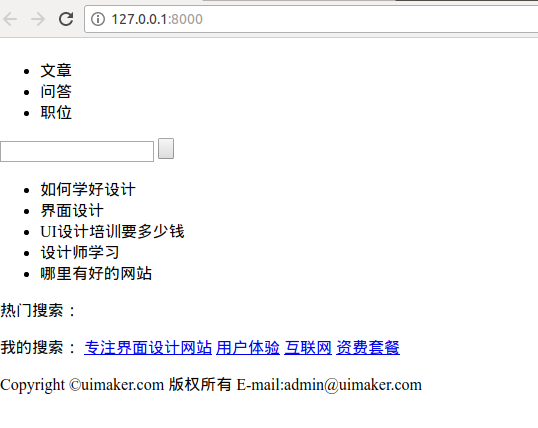 127.0.0.1:8000
文章
问答
职位
如何学好设计
界面设计
UI设计培训要多少钱
设计师学习
哪里有好的网站
热门搜索：
我的搜索： 专注界面设计网站 用户体验 互联网 资费套餐
Copyright ©uimaker.com 版权所有 E-mail:admin@uimaker.com